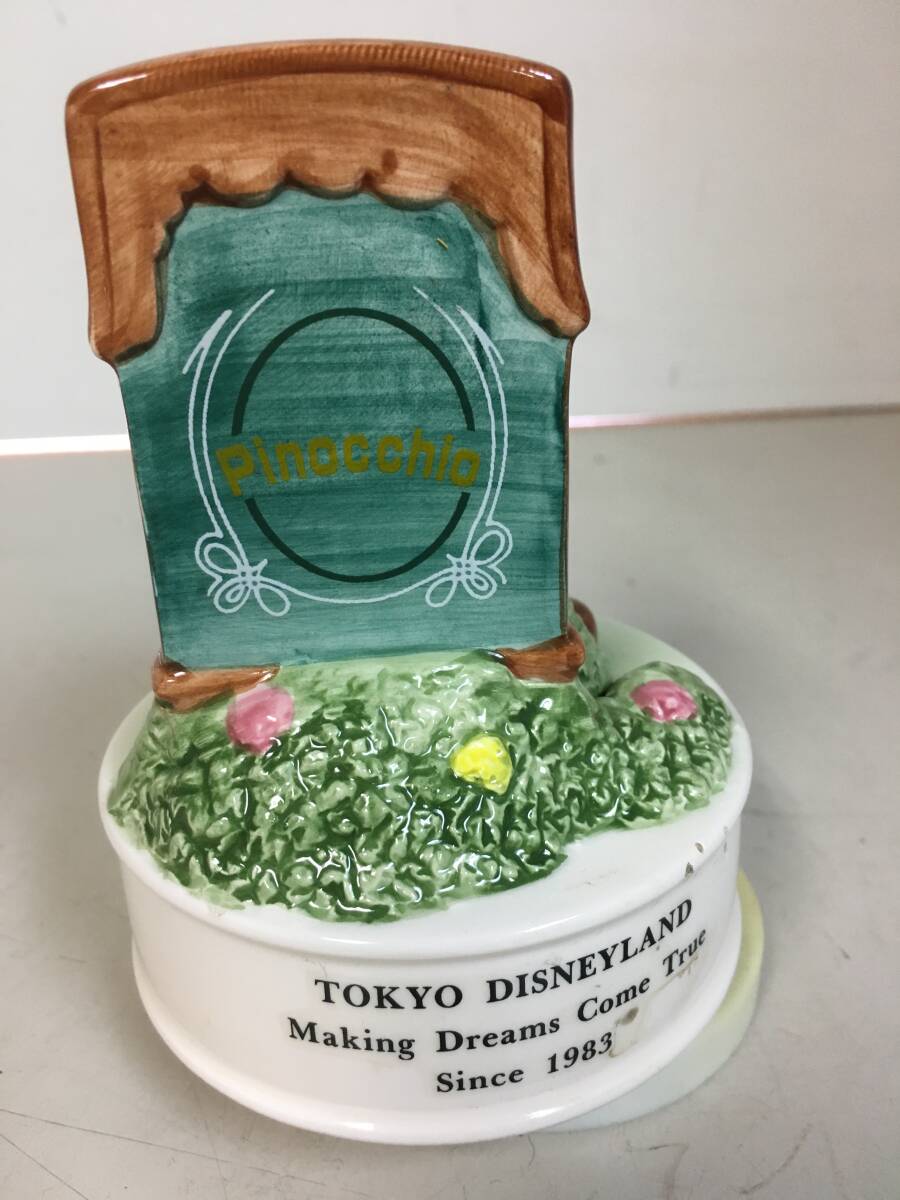 Pinocchio
TOKYO DISNEYLAND
Making Dreams Come True
Since 1983